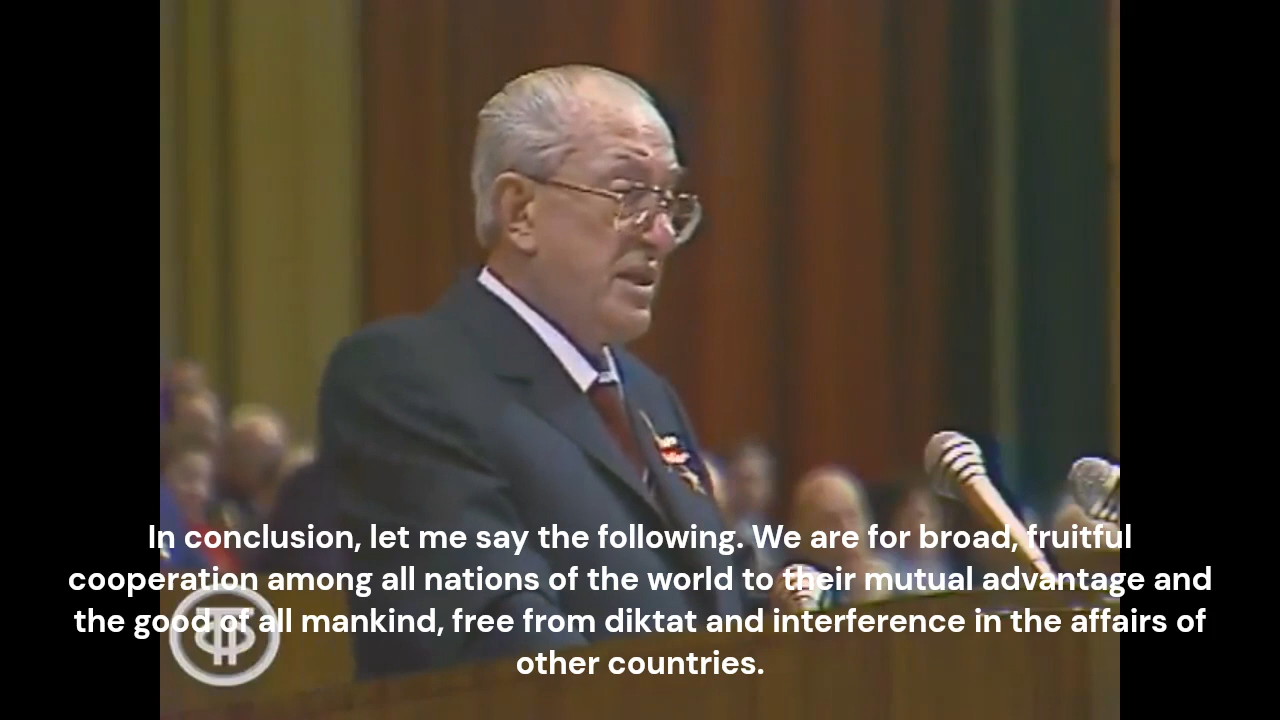 In conclusion, let me say the following. We are for broad, fruitful
cooperation among all nations of the world to their mutual advantage and
the good of all mankind, free from diktat and interference in the affairs of
other countries.